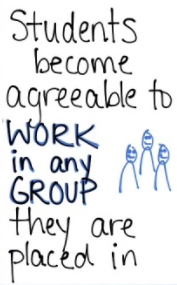 Students
become
agreeable to
WORK
in any
GROUP
they are
placed in